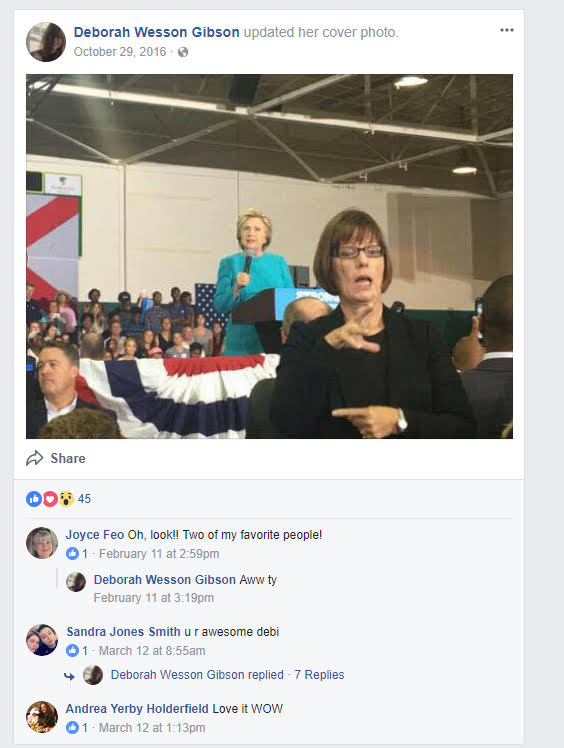 Deborah Wesson Gibson updated her cover photo.
October 29, 2016
STRON
Share
45
Joyce Feo Oh, look!! Two of my favorite people!
1 · February 11 at 2:59pm
Deborah Wesson Gibson Aww ty
February 11 at 3:19pm
Sandra Jones Smith u r awesome debi
1 · March 12 at 8:55am
Deborah Wesson Gibson replied · 7 Replies
Andrea Yerby Holderfield Love it WOW
1 · March 12 at 1:13pm